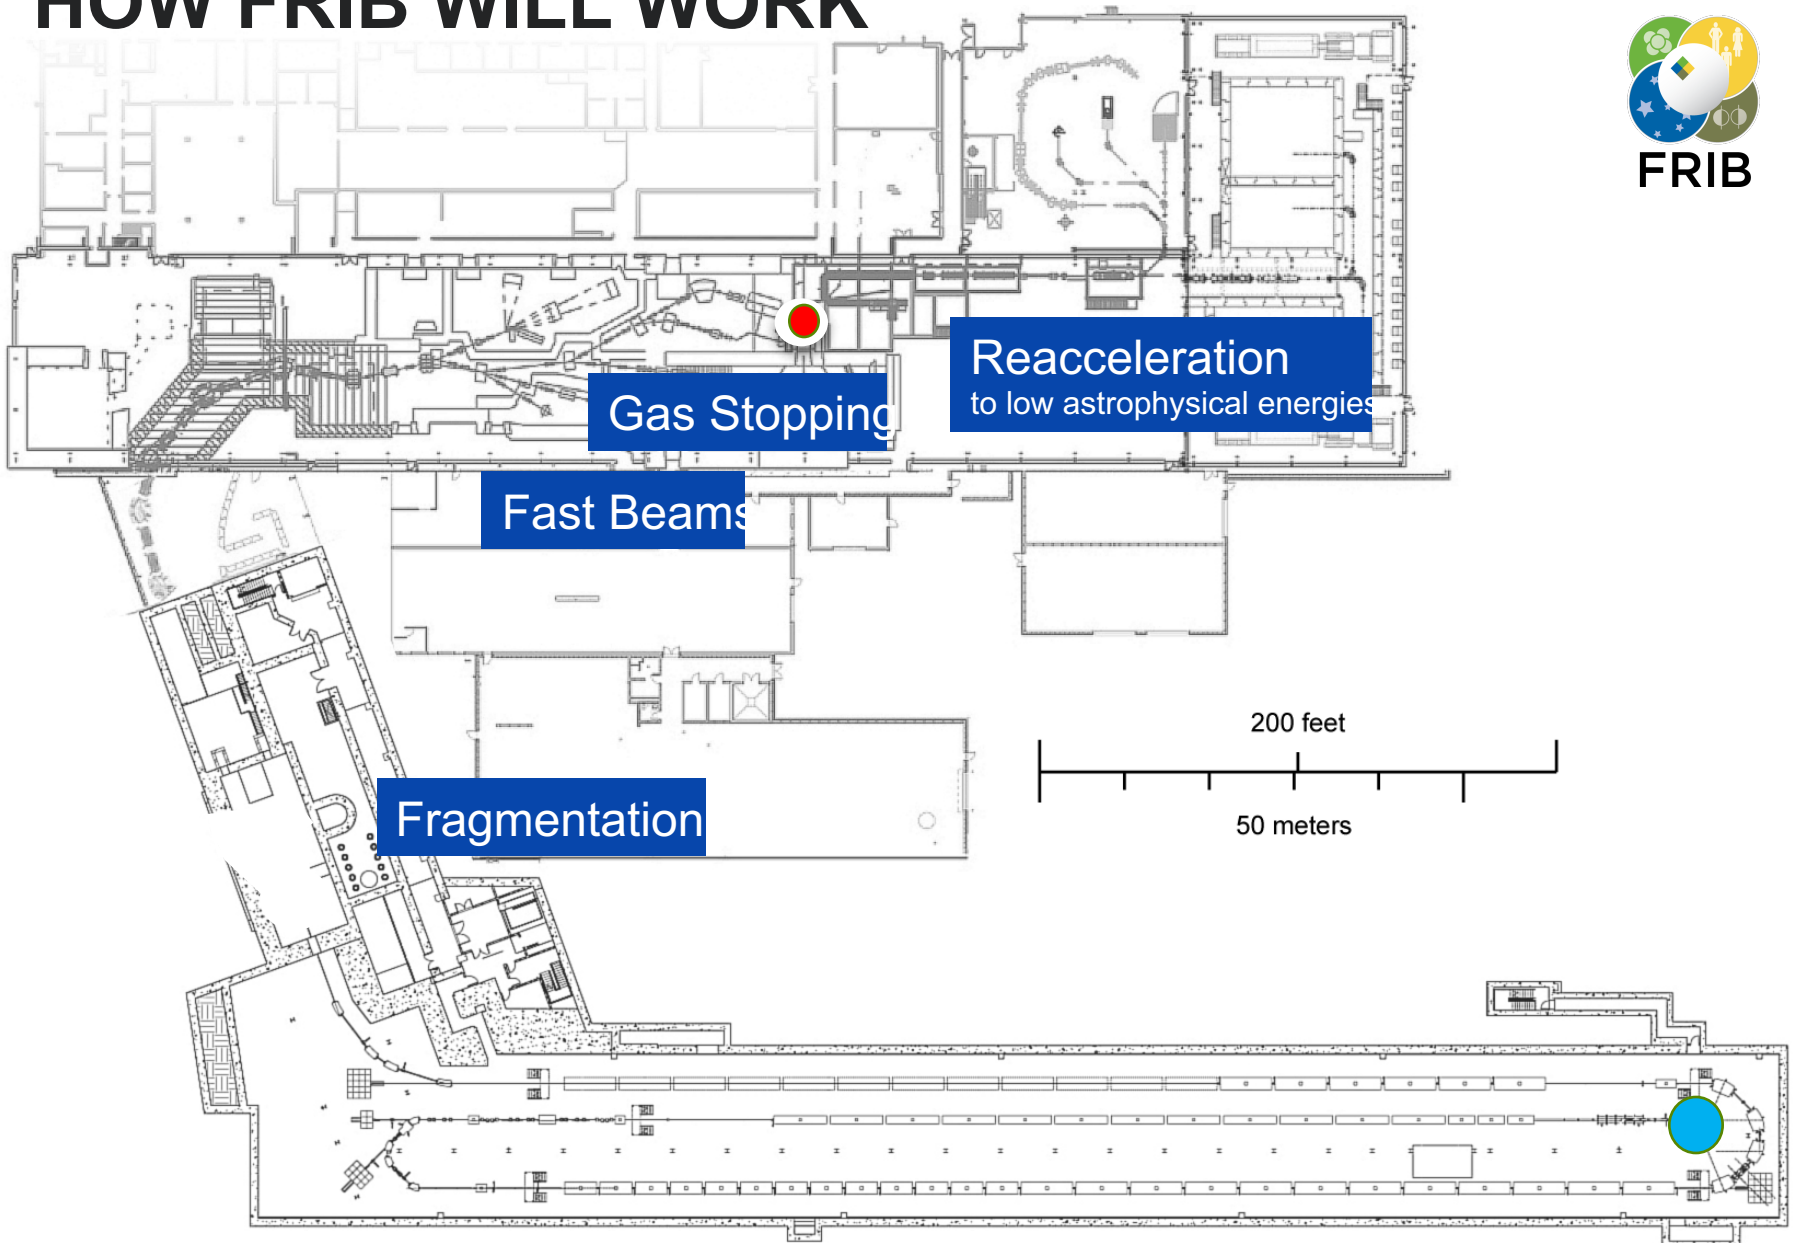 HOW FRIB WILL WORK
FRIB
Reacceleration
to low astrophysical energies
Gas Stopping
Fast Beams
200 feet
50 meters
Fragmentation